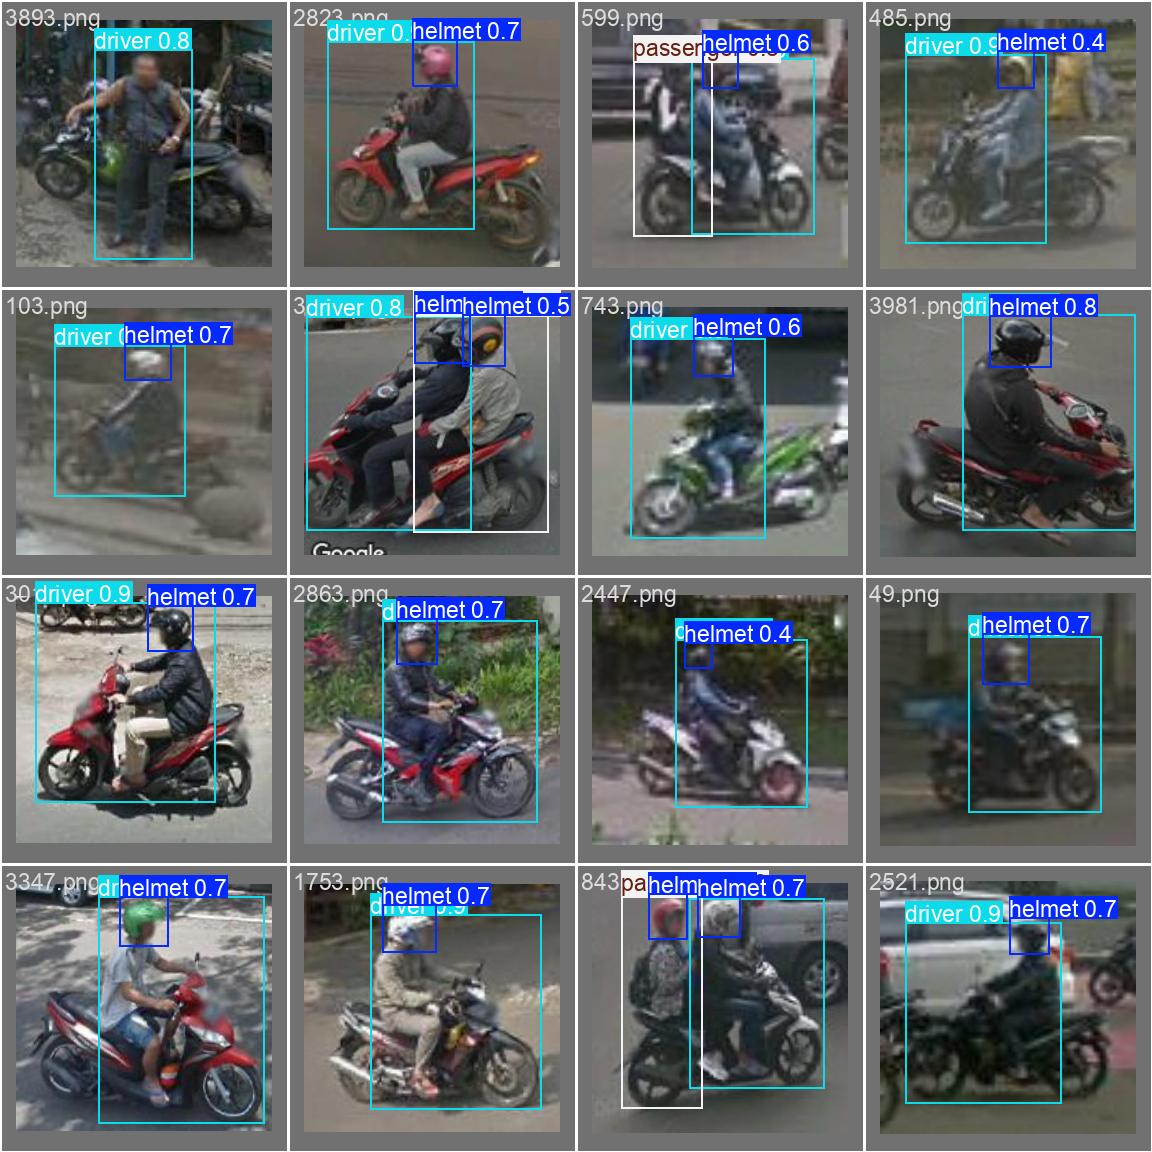 3893.png
driver 0.8
2823.png
driver 0.
helmet 0.7
599.png
passenger 0.9
helmet 0.6
485.png
driver 0.9
helmet 0.4
103.png
driver 0
helmet 0.7
3
driver 0.8
helm
helmet 0.5
Google
743.png
driver
helmet 0.6
3981.png
dri
helmet 0.8
driver 0.9
helmet 0.7
2863.png
d
helmet 0.7
2447.png
helmet 0.4
49.png
d
helmet 0.7
3347.png
dr
helmet 0.7
1753.png
driver 0.9
helmet 0.7
843
pa
helm
helmet 0.7
2521.png
driver 0.9
helmet 0.7